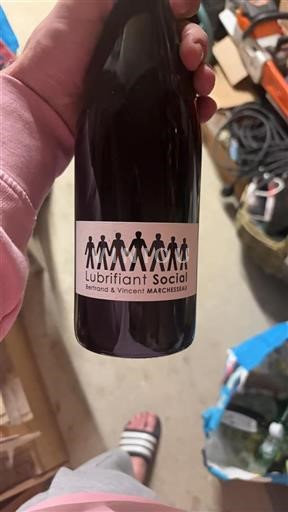 Lubrifiant Social
Bertrand & Vincent MARCHESSEAU